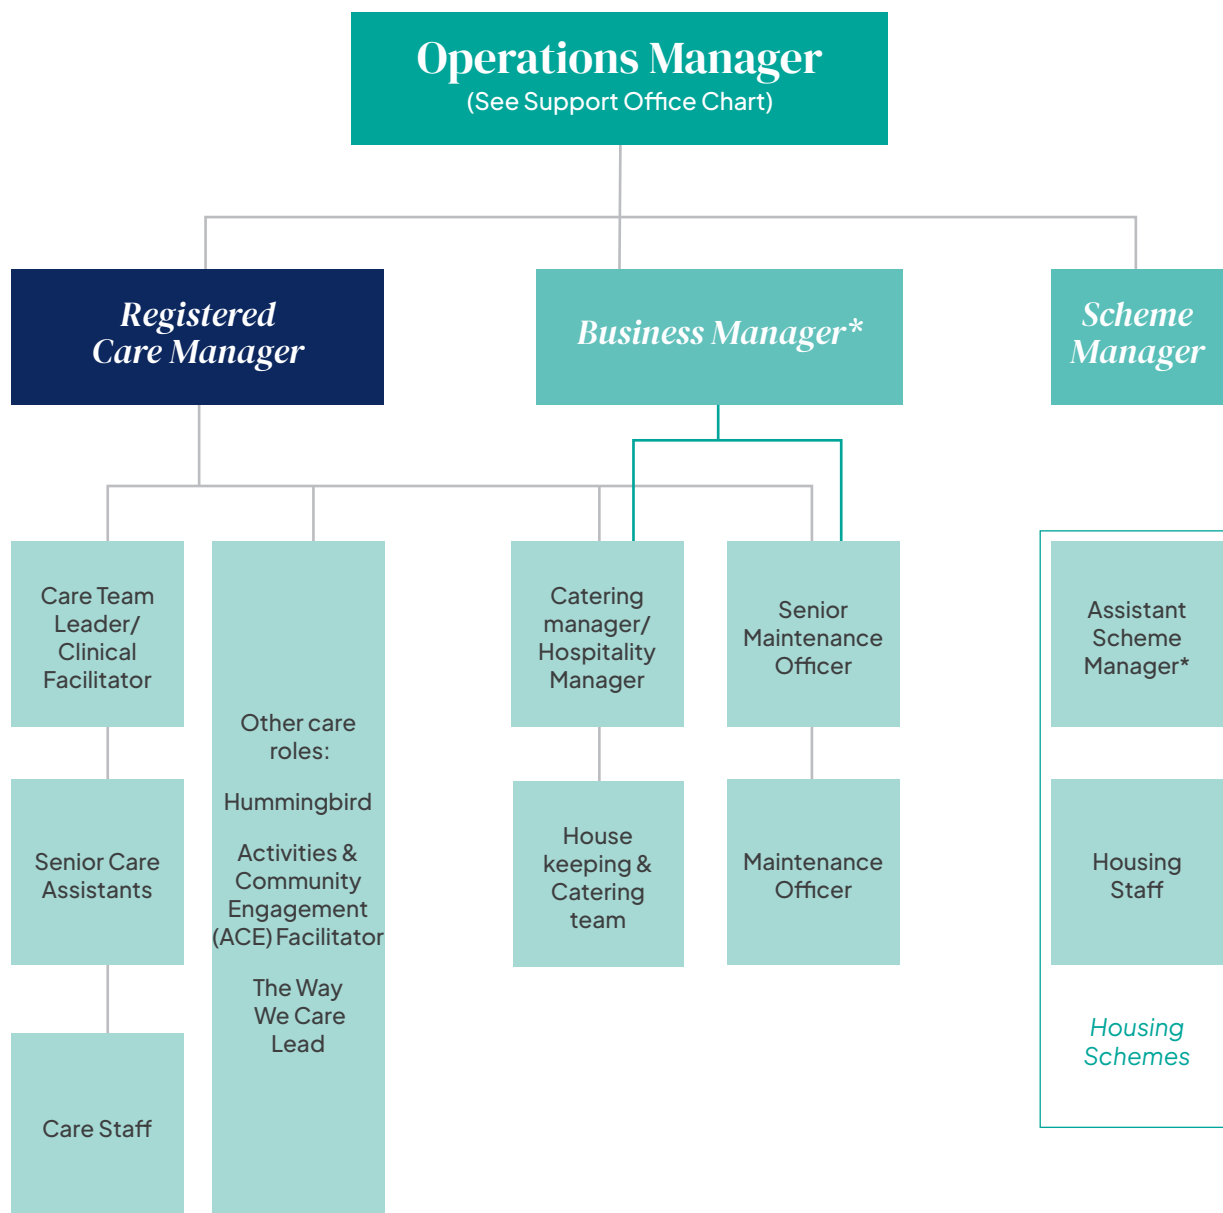 Operations Manager
(See Support Office Chart)
Registered
Care Manager
Business Manager*
Scheme
Manager
Care Team
Leader/
Clinical
Facilitator
Senior Care
Assistants
Care Staff
Other care
roles:
Hummingbird
Activities &
Community
Engagement
(ACE) Facilitator
The Way
We Care
Lead
Catering
manager/
Hospitality
Manager
House
keeping &
Catering
team
Senior
Maintenance
Officer
Maintenance
Officer
Assistant
Scheme
Manager*
Housing
Staff
Housing
Schemes